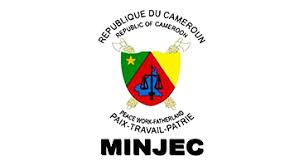 REPUBLIQUE DU CAMEROUN
REPUBLIC OF CAMEROON
PEACE WORK-FATHERLAND
PAIX-TRAVAIL-PATRIE
MINJEC